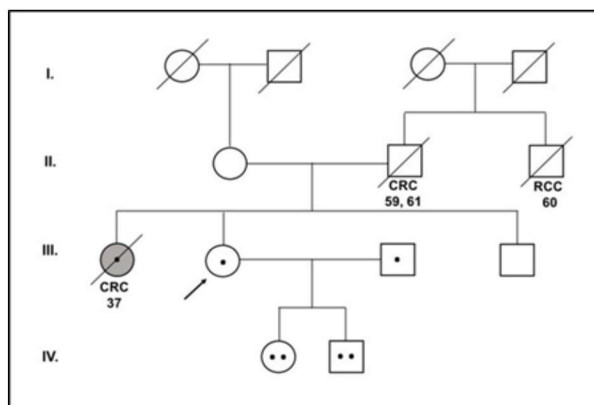 I.
II.
CRC
59, 61
RCC
60
III.
CRC
37
IV.